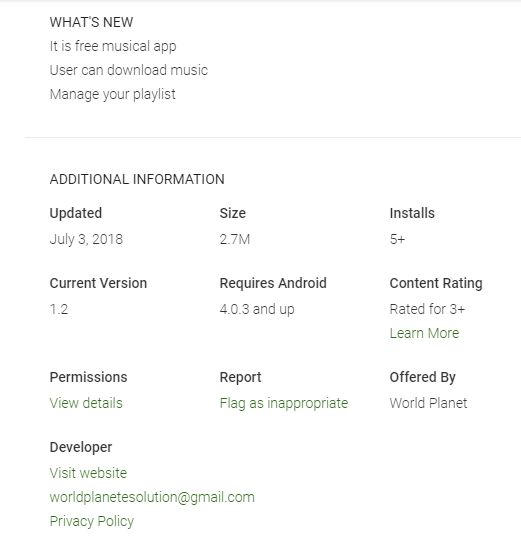 WHAT'S NEW
It is free musical app
User can download music
Manage your playlist
ADDITIONAL INFORMATION
Updated
July 3, 2018
Size
2.7M
Installs
5+
Current Version
1.2
Requires Android
4.0.3 and up
Content Rating
Rated for 3+
Learn More
Permissions
View details
Report
Flag as inappropriate
Offered By
World Planet
Developer
Visit website
worldplanetesolution@gmail.com
Privacy Policy